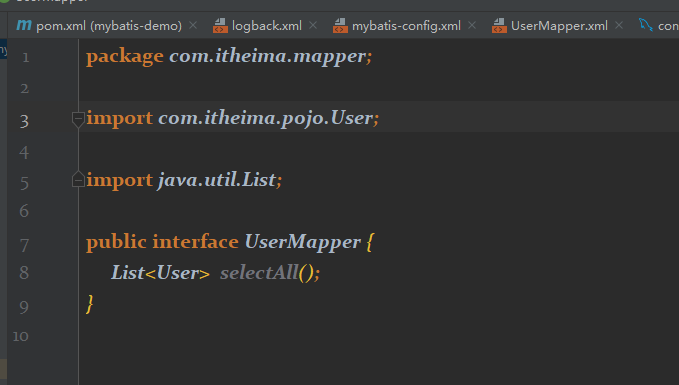 pom.xml (mybatis-demo) logback.xml mybatis-config.xml UserMapper.xml con
1 package com.itheima.mapper;
2
3 import com.itheima.pojo.User;
4
5 import java.util.List;
6
7 public interface UserMapper {
8 List<User> selectAll();
9 }
10